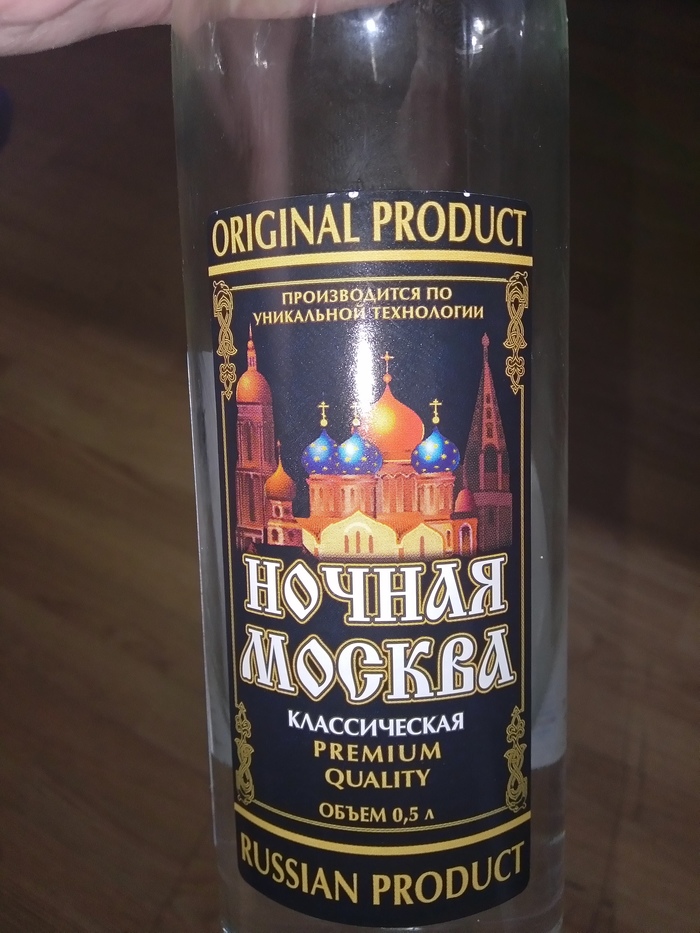 ORIGINAL PRODUCT
ПРОИЗВОДИТСЯ ПО
УНИКАЛЬНОЙ ТЕХНОЛОГИИ
НОЧНАЯ
МОСКВА
КЛАССИЧЕСКАЯ
PREMIUM
QUALITY
ОБЪЕМ 0,5 л
RUSSIAN PRODUCT